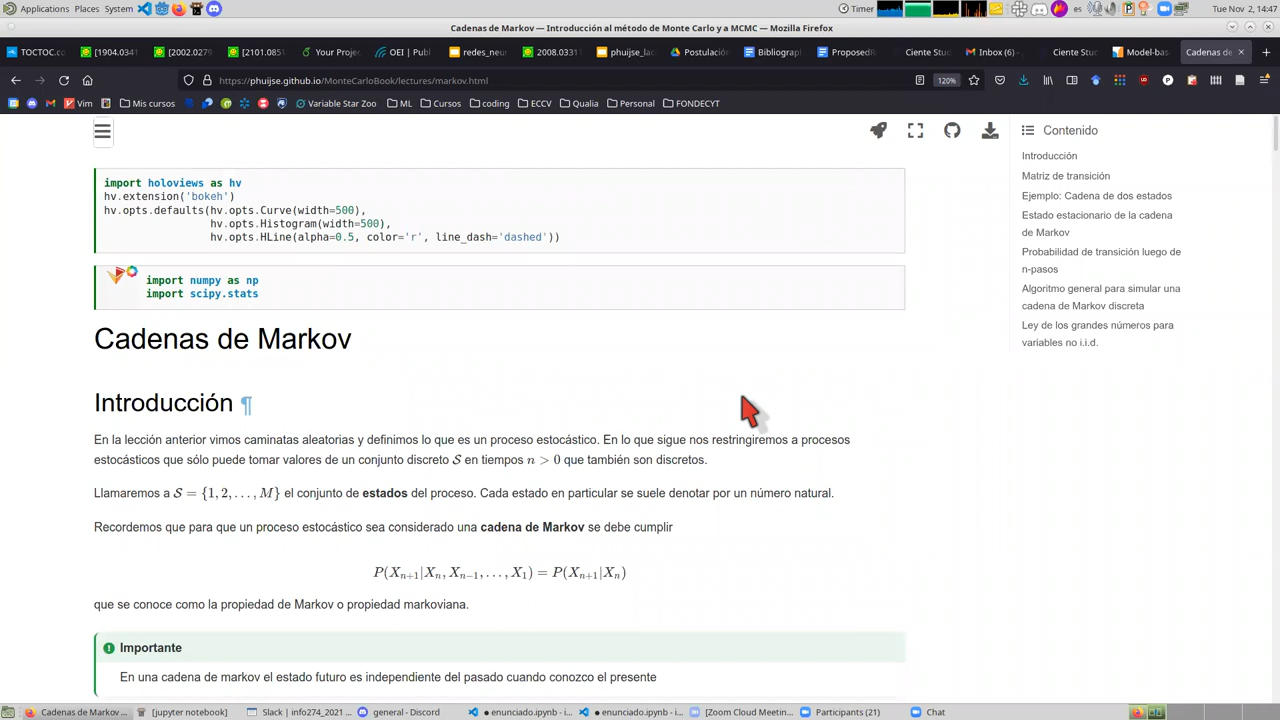 Applications Places System
Timer
es
Tue Nov 2, 14:47
Cadenas de Markov — Introducción al método de Monte Carlo y a MCMC — Mozilla Firefox
TOCTOC.co
[1904.041
[2002.0279
[2101.085
Your Projec
OEI | Publ
redes_neu
2008.0331
phuijse_lac
Postulación
Bibliograp
ProposedR
Ciente Stud
Inbox (6) -
Ciente Stu
Model-base
Cadenas de
https://phuijse.github.io/MonteCarloBook/lectures/markov.html
120%
Vim
Mis cursos
Variable Star Zoo
ML
Cursos
coding
ECCV
Qualia
Personal
FONDECYT
import holoviews as hv
hv.extension('bokeh')
hv.opts.defaults(hv.opts.Curve(width=500),
hv.opts.Histogram(width=500),
hv.opts.HLine(alpha=0.5, color='r', line_dash='dashed'))
import numpy as np
import scipy.stats
Cadenas de Markov
Introducción ¶
En la lección anterior vimos caminatas aleatorias y definimos lo que es un proceso estocástico. En lo que sigue nos restringiremos a procesos
estocásticos que sólo puede tomar valores de un conjunto discreto S en tiempos n > 0 que también son discretos.
Llamaremos a S = {1, 2, . . . , M} el conjunto de estados del proceso. Cada estado en particular se suele denotar por un número natural.
Recordemos que para que un proceso estocástico sea considerado una cadena de Markov se debe cumplir
P(Xn+1|Xn, Xn−1, . . . , X1) = P(Xn+1|Xn)
que se conoce como la propiedad de Markov o propiedad markoviana.
Importante
En una cadena de markov el estado futuro es independiente del pasado cuando conozco el presente
Contenido
Introducción
Matriz de transición
Ejemplo: Cadena de dos estados
Estado estacionario de la cadena
de Markov
Probabilidad de transición luego de
n-pasos
Algoritmo general para simular una
cadena de Markov discreta
Ley de los grandes números para
variables no i.i.d.
Cadenas de Markov ...
[jupyter notebook]
Slack | info274_2021 ...
general - Discord
enunciado.ipynb - i...
enunciado.ipynb - i...
[Zoom Cloud Meetin...
Participants (21)
Chat